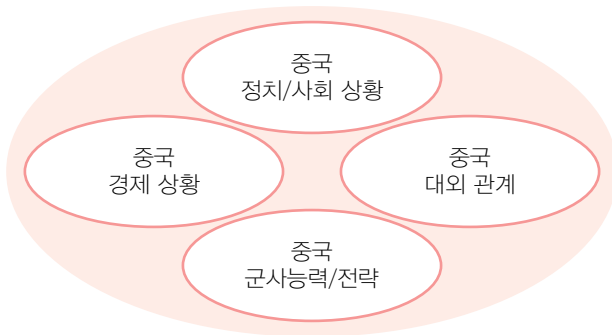 중국
정치/사회 상황
중국
경제 상황
중국
대외 관계
중국
군사능력/전략